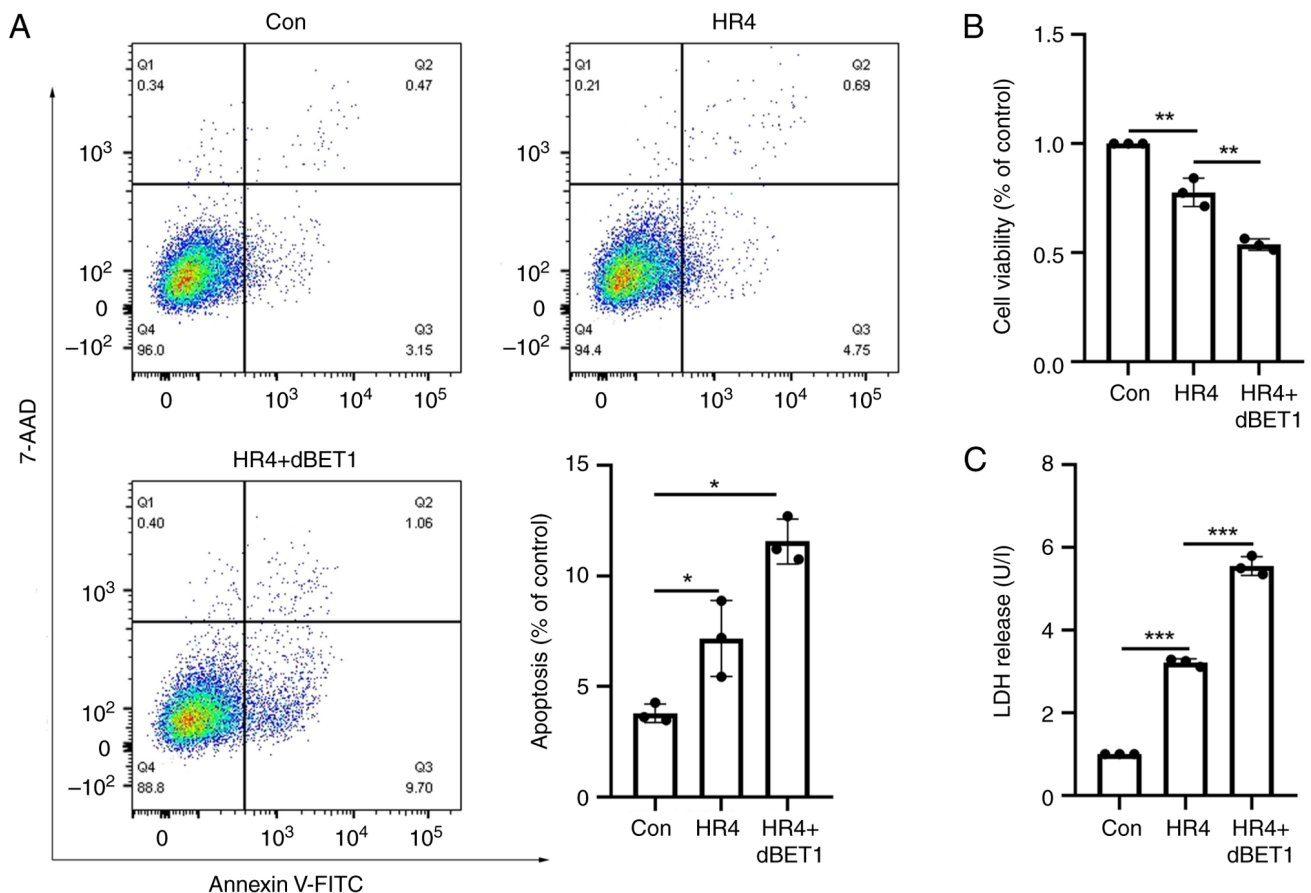 A
Con
Q1
0.34
Q2
0.47
Q4
96.0
Q3
3.15
10³
10²
0
−10²
0
10³
10⁴
10⁵
HR4
Q1
0.21
Q2
0.69
Q4
94.4
Q3
4.75
10³
10²
0
−10²
0
10³
10⁴
10⁵
7-AAD
HR4+dBET1
Q1
0.40
Q2
1.06
Q4
88.8
Q3
9.70
10³
10²
0
−10²
0
10³
10⁴
10⁵
Annexin V-FITC
Apoptosis (% of control)
15
10
5
0
*
*
Con
HR4
HR4+
dBET1
B
Cell viability (% of control)
1.5
1.0
0.5
0.0
**
**
Con
HR4
HR4+
dBET1
C
LDH release (U/l)
8
6
4
2
0
***
***
Con
HR4
HR4+
dBET1